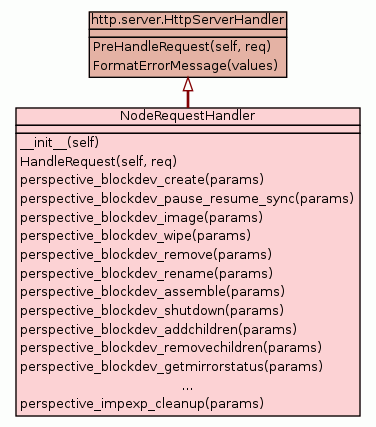 http.server.HttpServerHandler
PreHandleRequest(self, req)
FormatErrorMessage(values)
NodeRequestHandler
__init__(self)
HandleRequest(self, req)
perspective_blockdev_create(params)
perspective_blockdev_pause_resume_sync(params)
perspective_blockdev_image(params)
perspective_blockdev_wipe(params)
perspective_blockdev_remove(params)
perspective_blockdev_rename(params)
perspective_blockdev_assemble(params)
perspective_blockdev_shutdown(params)
perspective_blockdev_addchildren(params)
perspective_blockdev_removechildren(params)
perspective_blockdev_getmirrorstatus(params)
...
perspective_impexp_cleanup(params)